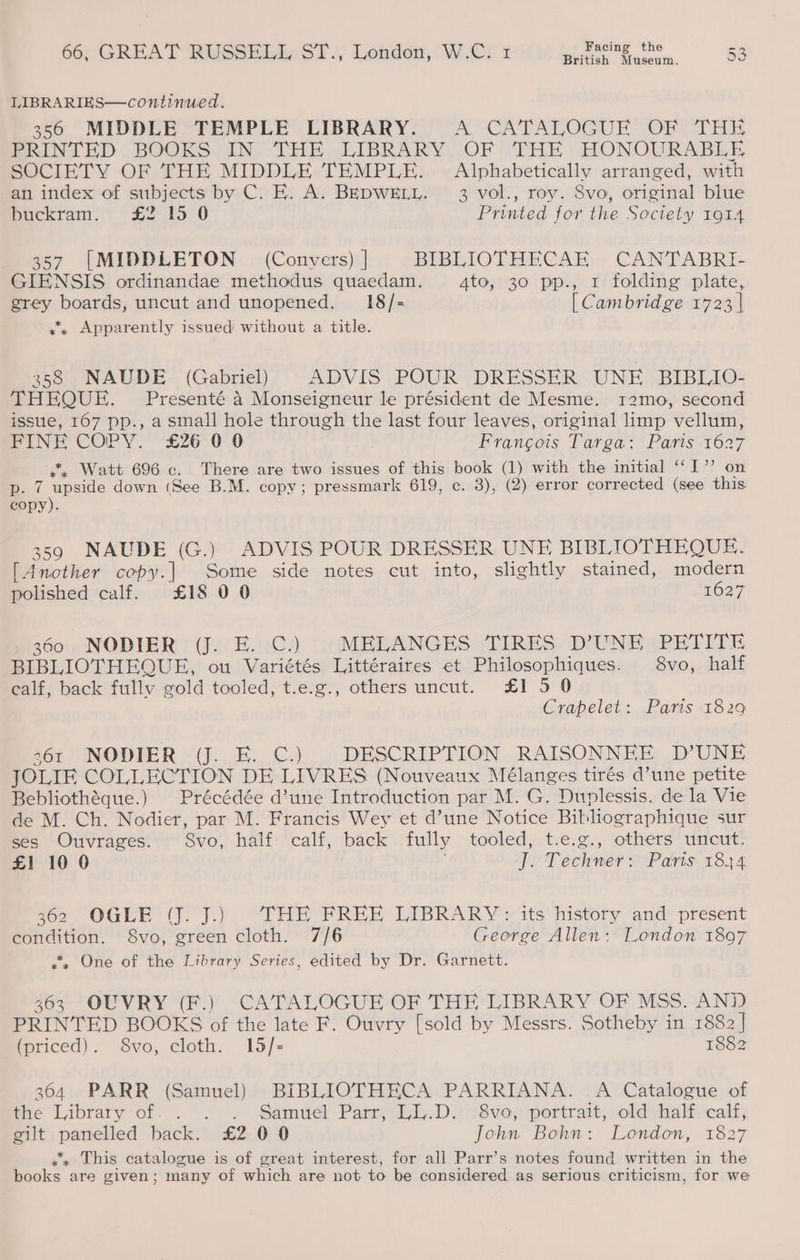 66, GREAT RUSSELL ST., London, W.C. 1 Facing the British Museum. 53
LIBRARIES—continued.
356 MIDDLE TEMPLE LIBRARY. A CATALOGUE OF THE
PRINTED BOOKS IN THE LIBRARY OF THE HONOURABLE
SOCIETY OF THE MIDDLE TEMPLE. Alphabetically arranged, with
an index of subjects by C. E. A. BEDWELL. 3 vol., roy. 8vo, original blue
buckram. £2 15 0 Printed for the Society 1914
357 [MIDDLETON (Conyers)] BIBLIOTHECAE CANTABRI-
GIENSIS ordinandae methodus quaedam. 4to, 30 pp., 1 folding plate,
grey boards, uncut and unopened. 18/- [Cambridge 1723]
⁂ Apparently issued without a title.
358 NAUDE (Gabriel) ADVIS POUR DRESSER UNE BIBLIO-
THEQUE. Presenté à Monseigneur le président de Mesme. 12mo, second
issue, 167 pp., a small hole through the last four leaves, original limp vellum,
FINE COPY. £26 0 0 François Targa: Paris 1627
⁂ Watt 696 c. There are two issues of this book (1) with the initial “I” on
p. 7 upside down (See B.M. copy; pressmark 619, c. 3), (2) error corrected (see this
copy).
359 NAUDE (G.) ADVIS POUR DRESSER UNE BIBLIOTHEQUE.
[Another copy.] Some side notes cut into, slightly stained, modern
polished calf. £18 0 0 1627
360 NODIER (J. E. C.) MELANGES TIRES D'UNE PETITE
BIBLIOTHEQUE, ou Variétés Littéraires et Philosophiques. 8vo, half
calf, back fully gold tooled, t.e.g., others uncut. £1 5 0
Crapelet: Paris 1829
361 NODIER (J. E. C.) DESCRIPTION RAISONNEE D'UNE
JOLIE COLLECTION DE LIVRES (Nouveaux Mélanges tirés d'une petite
Bebliothèque.) Précédée d'une Introduction par M. G. Duplessis. de la Vie
de M. Ch. Nodier, par M. Francis Wey et d'une Notice Bibliographique sur
ses Ouvrages. 8vo, half calf, back fully tooled, t.e.g., others uncut.
£1 10 0 J. Techner: Paris 1844
362 OGLE (J. J.) THE FREE LIBRARY: its history and present
condition. 8vo, green cloth. 7/6 George Allen: London 1897
⁂ One of the Library Series, edited by Dr. Garnett.
363 OUVRY (F.) CATALOGUE OF THE LIBRARY OF MSS. AND
PRINTED BOOKS of the late F. Ouvry [sold by Messrs. Sotheby in 1882]
(priced). 8vo, cloth. 15/- 1882
364 PARR (Samuel) BIBLIOTHECA PARRIANA. A Catalogue of
the Library of . . . . Samuel Parr, LL.D. 8vo, portrait, old half calf,
gilt panelled back. £2 0 0 John Bohn: London, 1827
⁂ This catalogue is of great interest, for all Parr's notes found written in the
books are given; many of which are not to be considered as serious criticism, for we